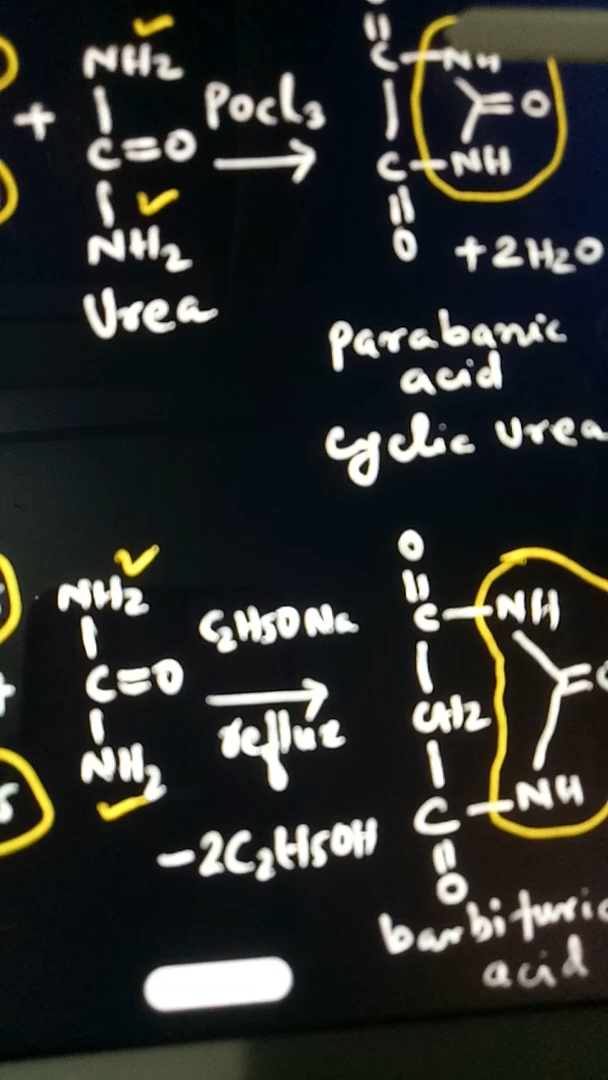 NH2
+ C=O
NH2
Urea
POCl3
C-NH
=O
C-NH
O
+2H2O
Parabanic
acid
Cyclic Urea
NH2
C=O
NH2
C2H5ONa
reflux
-2C2H5OH
O
C-NH
CH2
C-NH
O
barbituric
acid